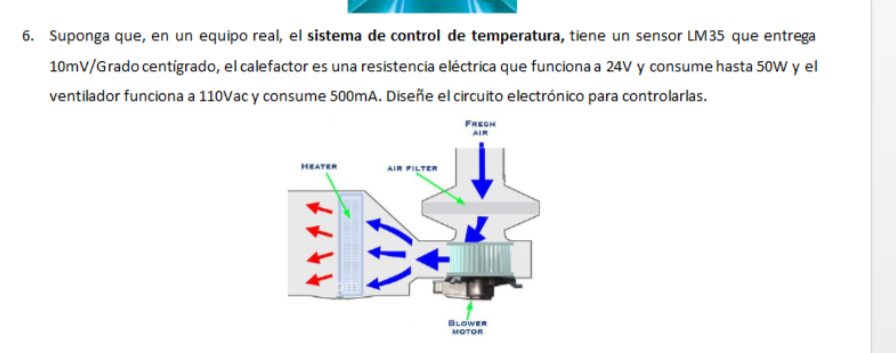 6. Suponga que, en un equipo real, el sistema de control de temperatura, tiene un sensor LM35 que entrega
10mV/Grado centígrado, el calefactor es una resistencia eléctrica que funciona a 24V y consume hasta 50W y el
ventilador funciona a 110Vac y consume 500mA. Diseñe el circuito electrónico para controlarlas.
FRESH
AIR
HEATER
AIR FILTER
BLOWER
MOTOR